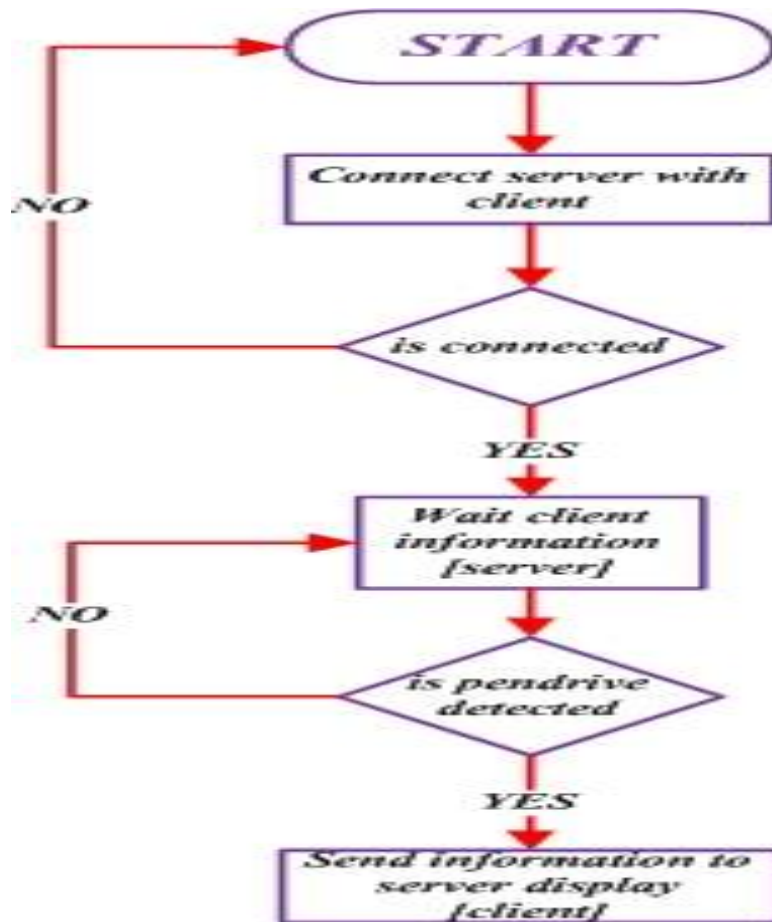 START
Connect server with
client
NO
is connected
YES
Wait client
information
[server]
NO
is pendrive
detected
YES
Send information to
server display
[client]